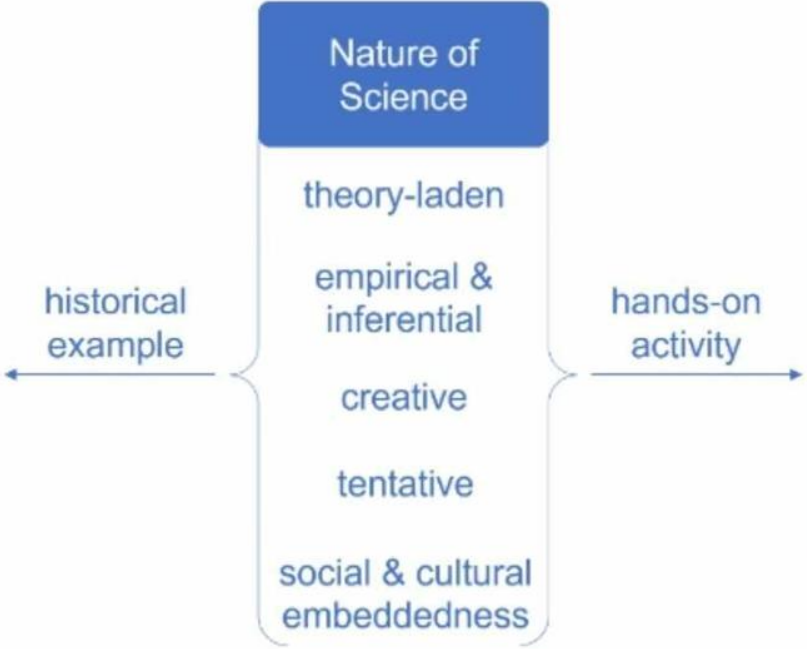 Nature of
Science
theory-laden
empirical &
inferential
historical
example
hands-on
activity
creative
tentative
social & cultural
embeddedness